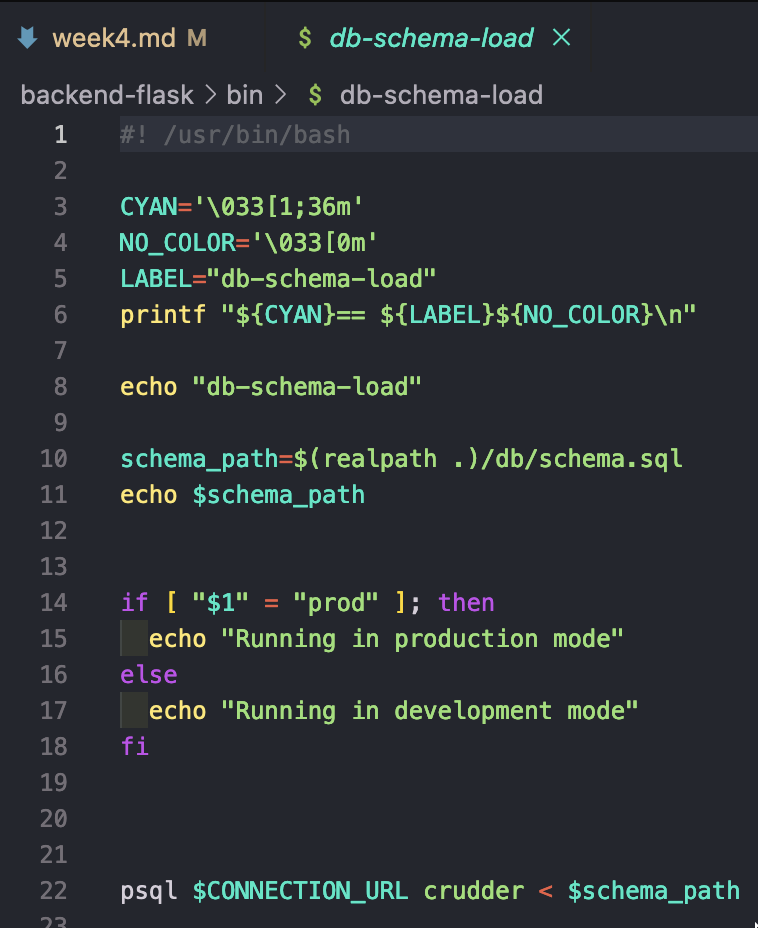 week4.md M $ db-schema-load ×
backend-flask > bin > $ db-schema-load
1 #! /usr/bin/bash
2
3 CYAN='\033[1;36m'
4 NO_COLOR='\033[0m'
5 LABEL="db-schema-load"
6 printf "${CYAN}== ${LABEL}${NO_COLOR}\n"
7
8 echo "db-schema-load"
9
10 schema_path=$(realpath .)/db/schema.sql
11 echo $schema_path
12
13
14 if [ "$1" = "prod" ]; then
15 echo "Running in production mode"
16 else
17 echo "Running in development mode"
18 fi
19
20
21
22 psql $CONNECTION_URL crudder < $schema_path
23